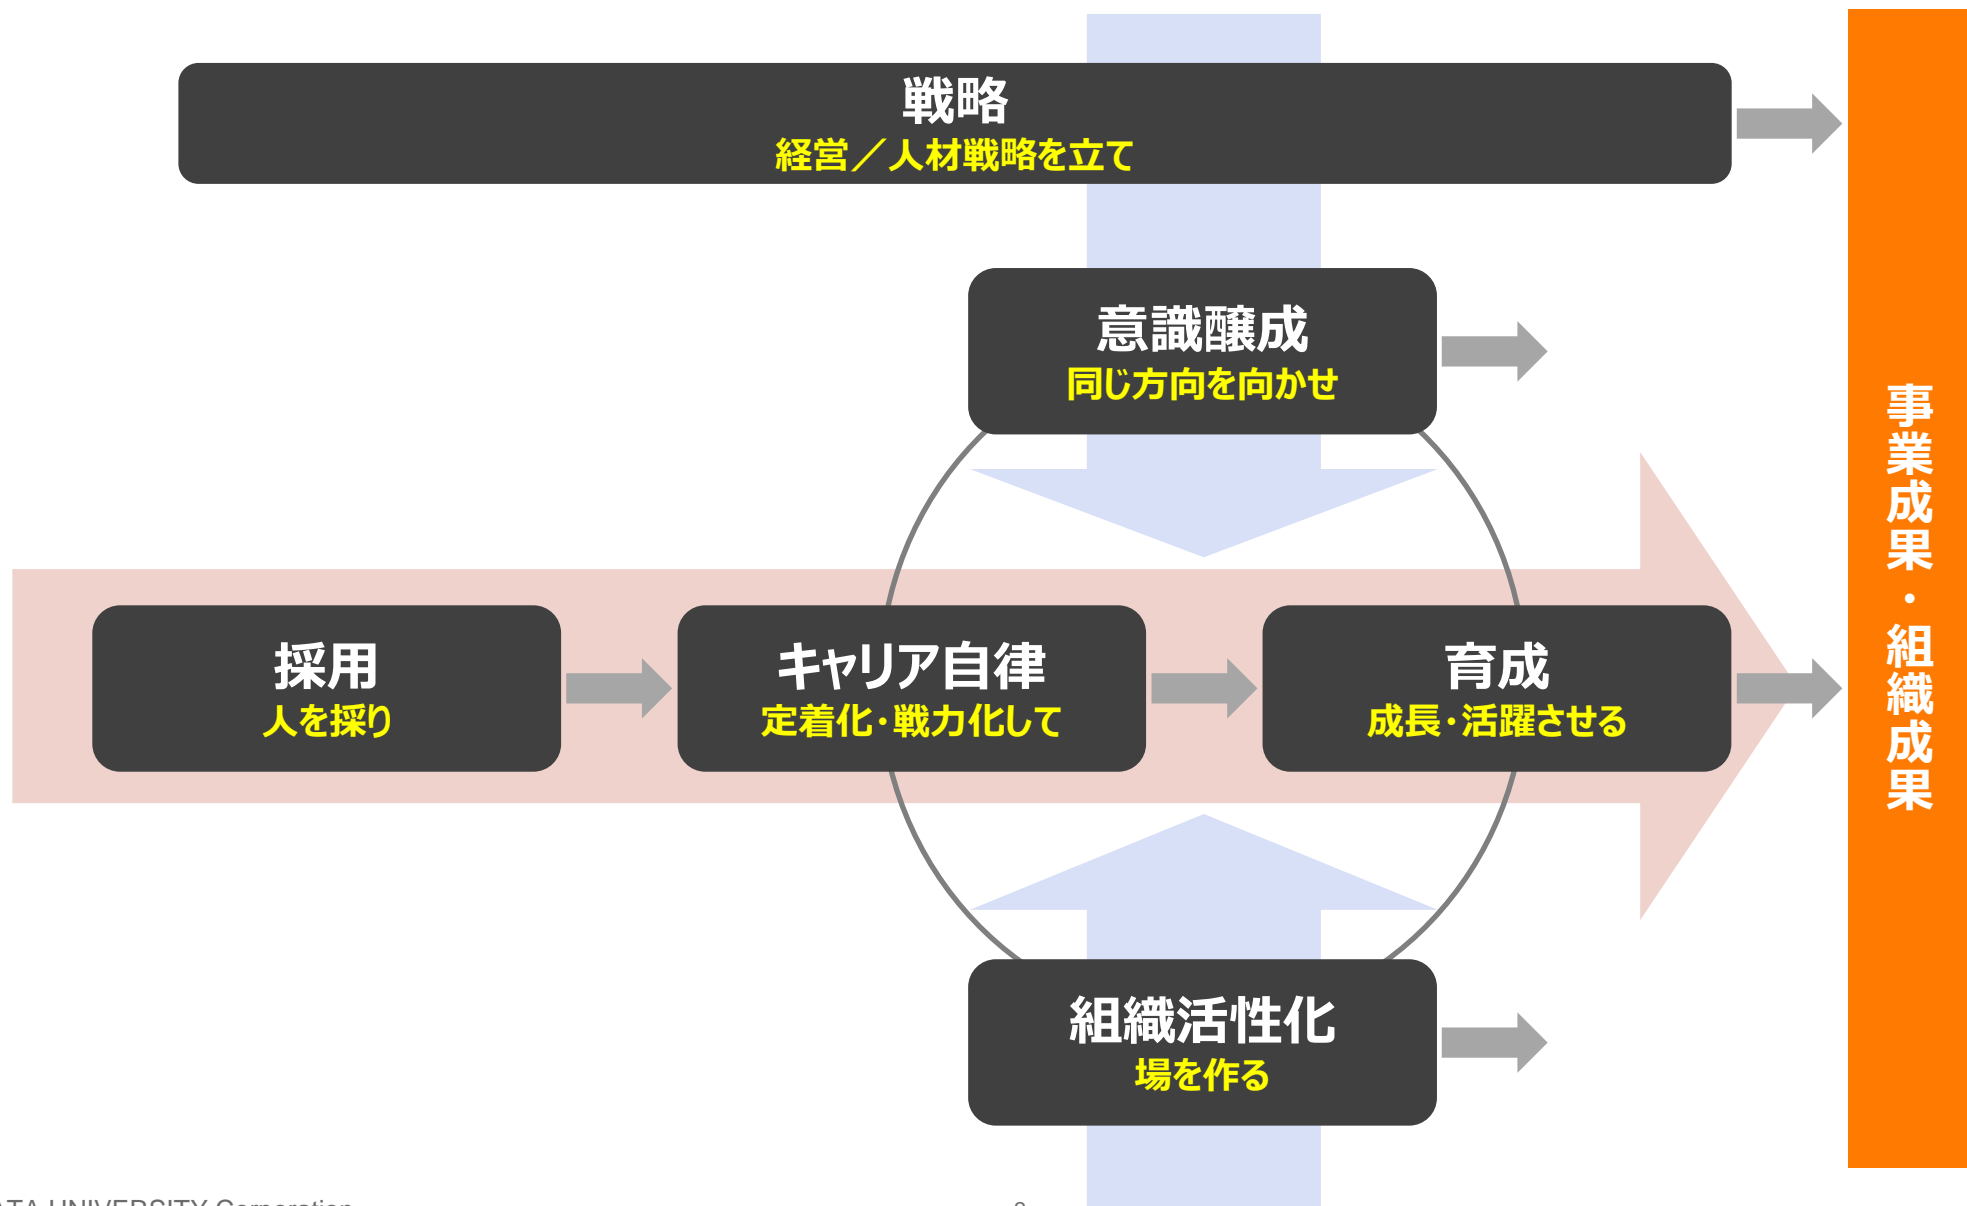 戦略
経営／人材戦略を立て
意識醸成
同じ方向を向かせ
採用
人を採り
キャリア自律
定着化・戦力化して
育成
成長・活躍させる
組織活性化
場を作る
事業成果・組織成果
UNIVERSITY Corporation